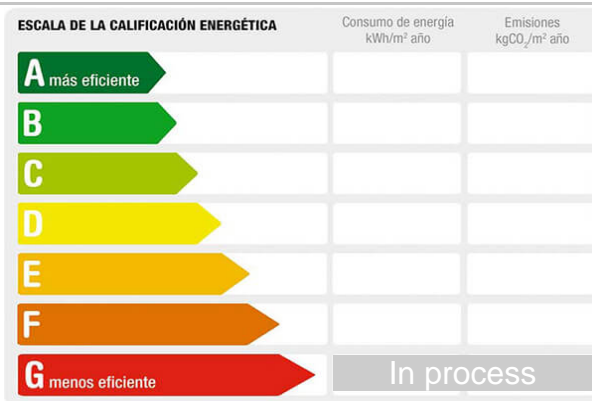 ESCALA DE LA CALIFICACIÓN ENERGÉTICA
Consumo de energía
kWh/m² año
Emisiones
kgCO₂/m² año
A más eficiente
B
C
D
E
F
G menos eficiente
In process